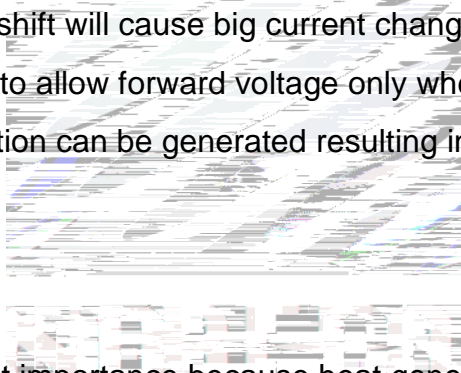 shift will cause big current chang
to allow forward voltage only wh
tion can be generated resulting i
t importance because heat gene